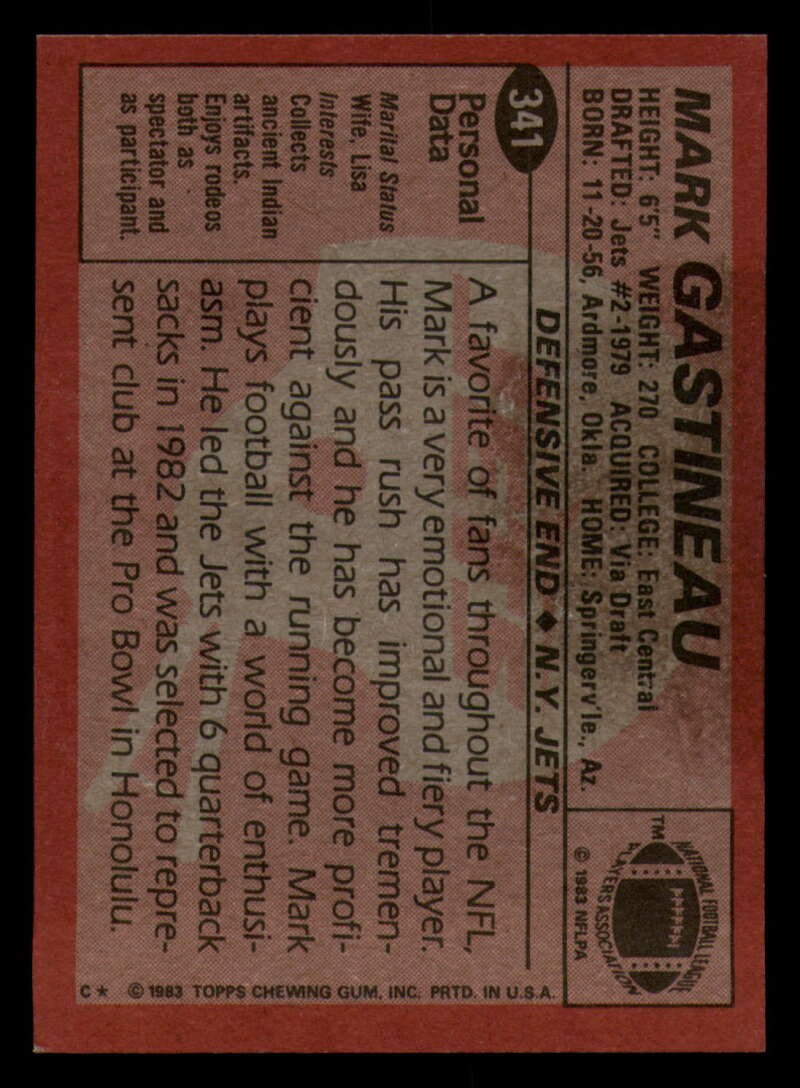 341
MARK GASTINEAU
HEIGHT: 6'5" WEIGHT: 270 COLLEGE: East Central
DRAFTED: Jets #2-1979 ACQUIRED: Via Draft
BORN: 11-20-56, Ardmore, Okla. HOME: Springerv'le., Az.
NATIONAL FOOTBALL LEAGUE
PLAYERS ASSOCIATION
TM
© 1983 NFLPA
DEFENSIVE END ♦ N.Y. JETS
Personal
Data
Marital Status
Wife, Lisa
Interests
Collects
ancient Indian
artifacts.
Enjoys rodeos
both as
spectator and
as participant.
A favorite of fans throughout the NFL,
Mark is a very emotional and fiery player.
His pass rush has improved tremen-
dously and he has become more profi-
cient against the running game. Mark
plays football with a world of enthusi-
asm. He led the Jets with 6 quarterback
sacks in 1982 and was selected to repre-
sent club at the Pro Bowl in Honolulu.
C* © 1983 TOPPS CHEWING GUM, INC. PRTD. IN U.S.A.